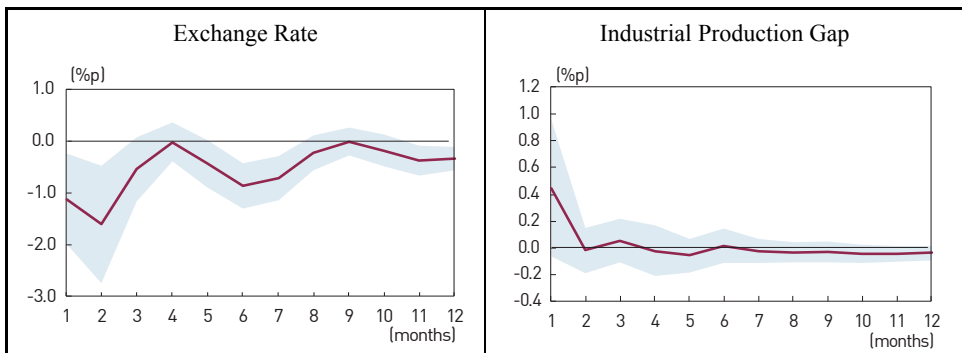 Exchange Rate
(%p)
1.0
0.0
-1.0
-2.0
-3.0
1 2 3 4 5 6 7 8 9 10 11 12
(months)
Industrial Production Gap
(%p)
1.2
1.0
0.8
0.6
0.4
0.2
0.0
-0.2
-0.4
1 2 3 4 5 6 7 8 9 10 11 12
(months)